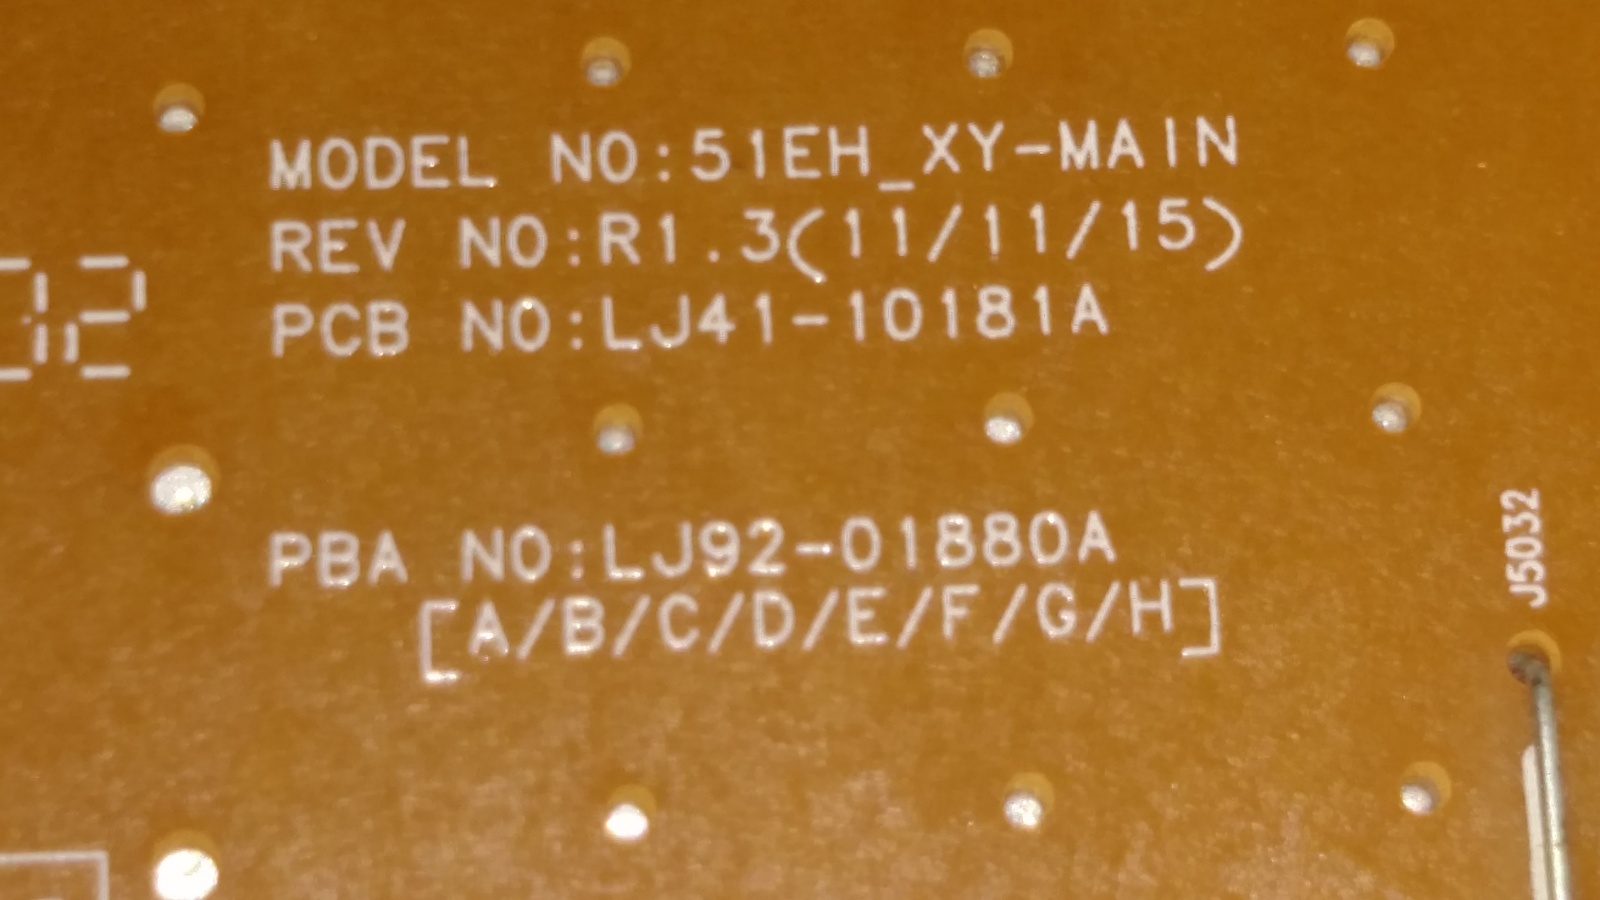 MODEL NO:51EH_XY-MAIN
REV NO:R1.3(11/11/15)
PCB NO:LJ41-10181A
PBA NO:LJ92-01880A
[A/B/C/D/E/F/G/H]
J5032